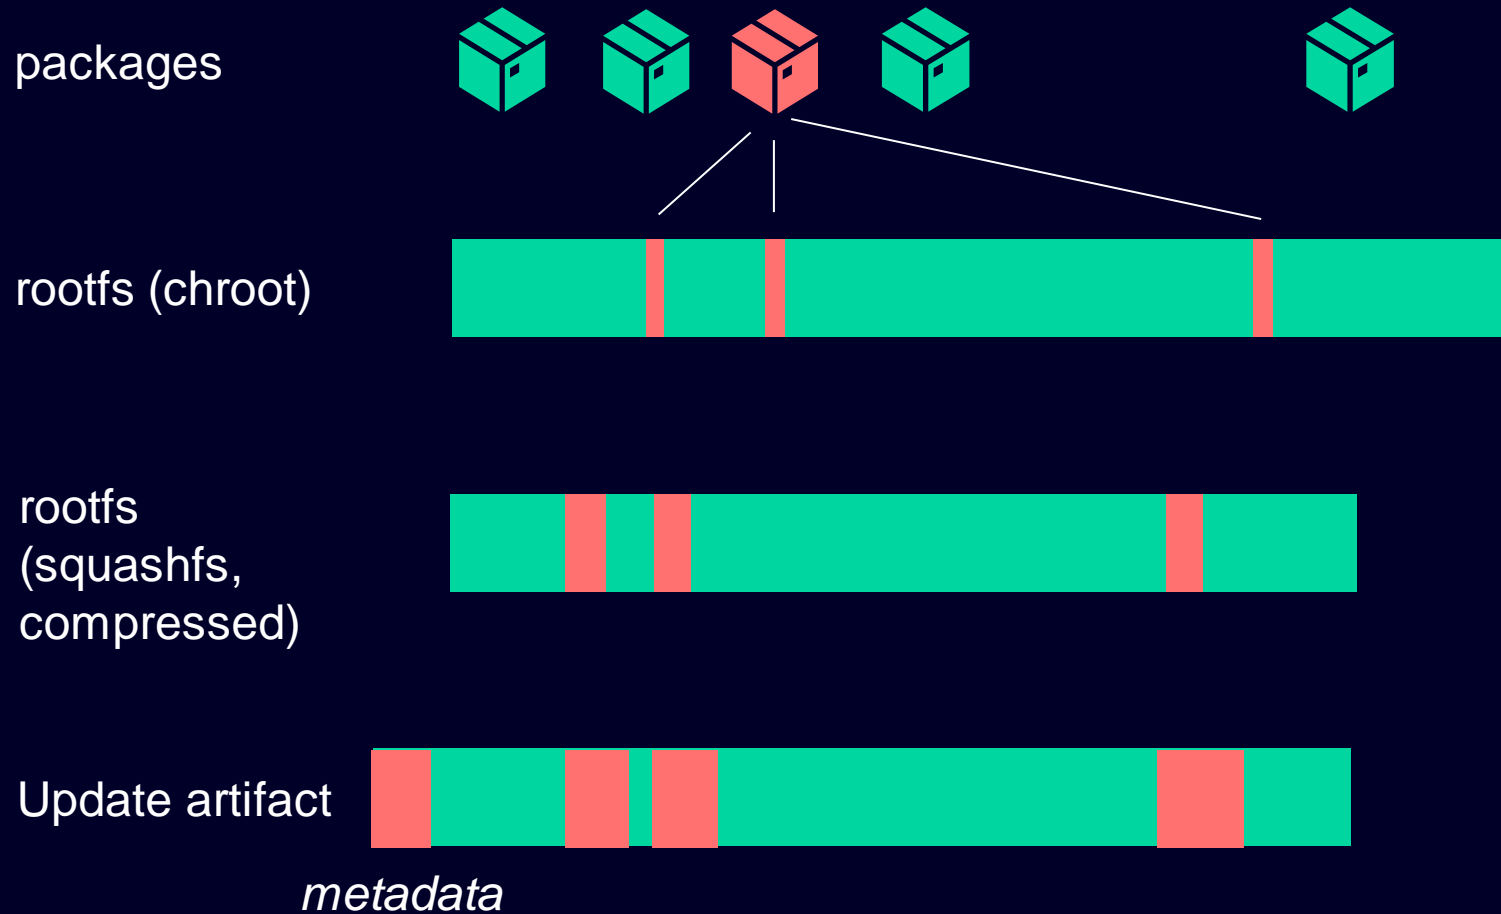 packages
rootfs (chroot)
rootfs
(squashfs,
compressed)
Update artifact
metadata